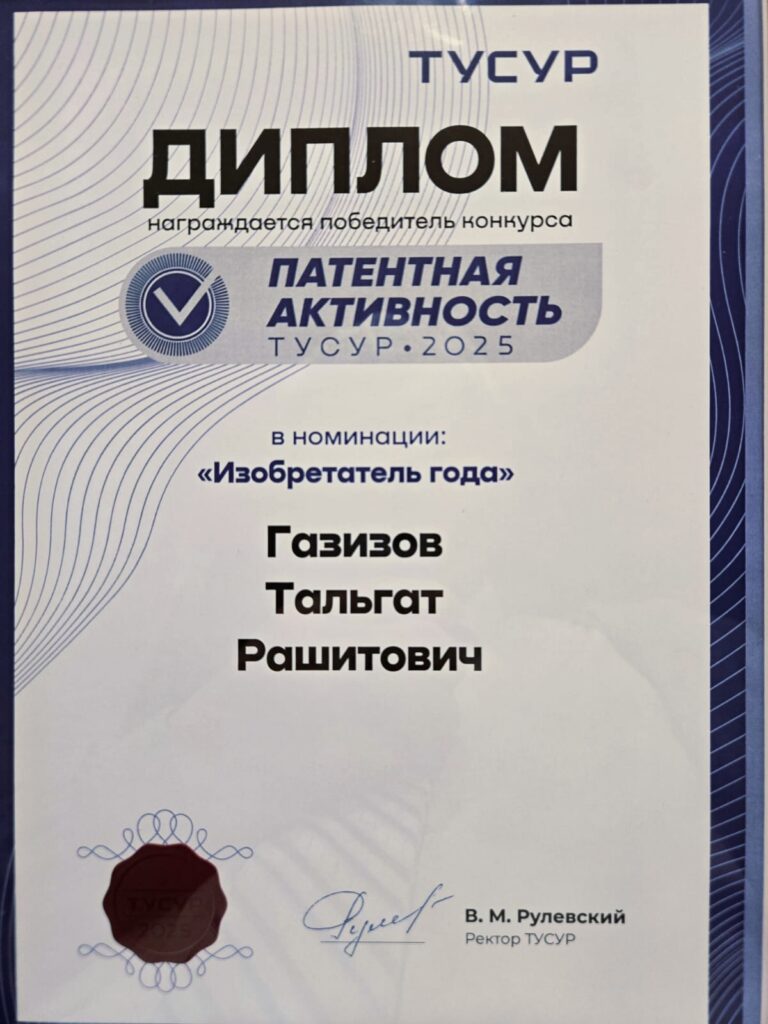 ТУСУР
ДИПЛОМ
награждается победитель конкурса
ПАТЕНТНАЯ
АКТИВНОСТЬ
ТУСУР • 2025
в номинации:
«Изобретатель года»
Газизов
Тальгат
Рашитович
ТУСУР
2025
В. М. Рулевский
Ректор ТУСУР